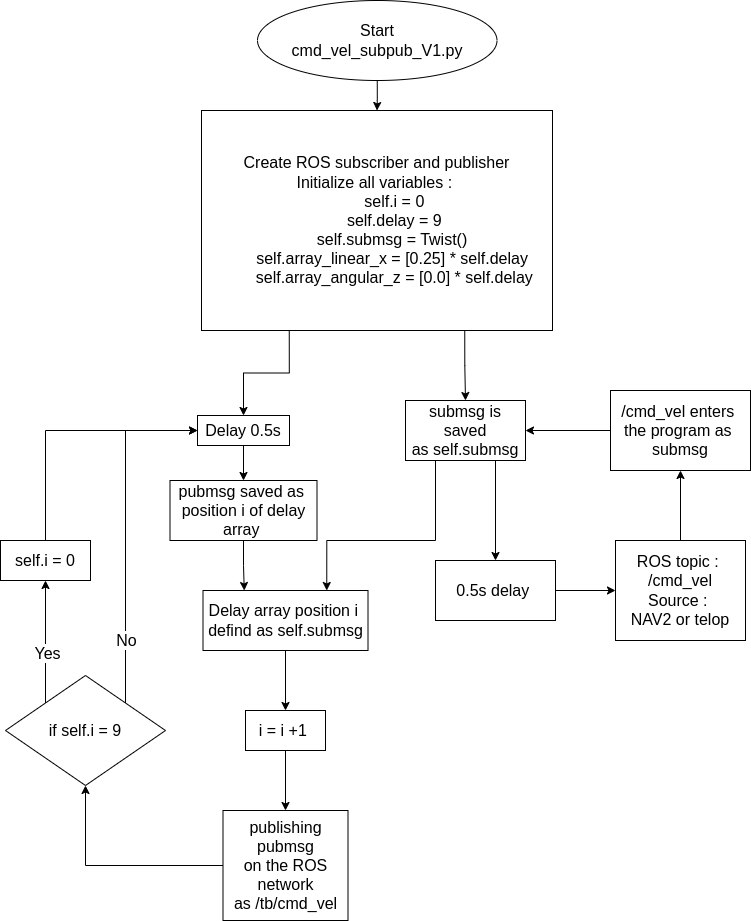 Start
cmd_vel_subpub_V1.py
Create ROS subscriber and publisher
Initialize all variables :
self.i = 0
self.delay = 9
self.submsg = Twist()
self.array_linear_x = [0.25] * self.delay
self.array_angular_z = [0.0] * self.delay
Delay 0.5s
pubmsg saved as
position i of delay
array
submsg is
saved
as self.submsg
/cmd_vel enters
the program as
submsg
self.i = 0
0.5s delay
ROS topic :
/cmd_vel
Source :
NAV2 or telop
Delay array position i
defind as self.submsg
No
Yes
if self.i = 9
i = i +1
publishing
pubmsg
on the ROS
network
as /tb/cmd_vel